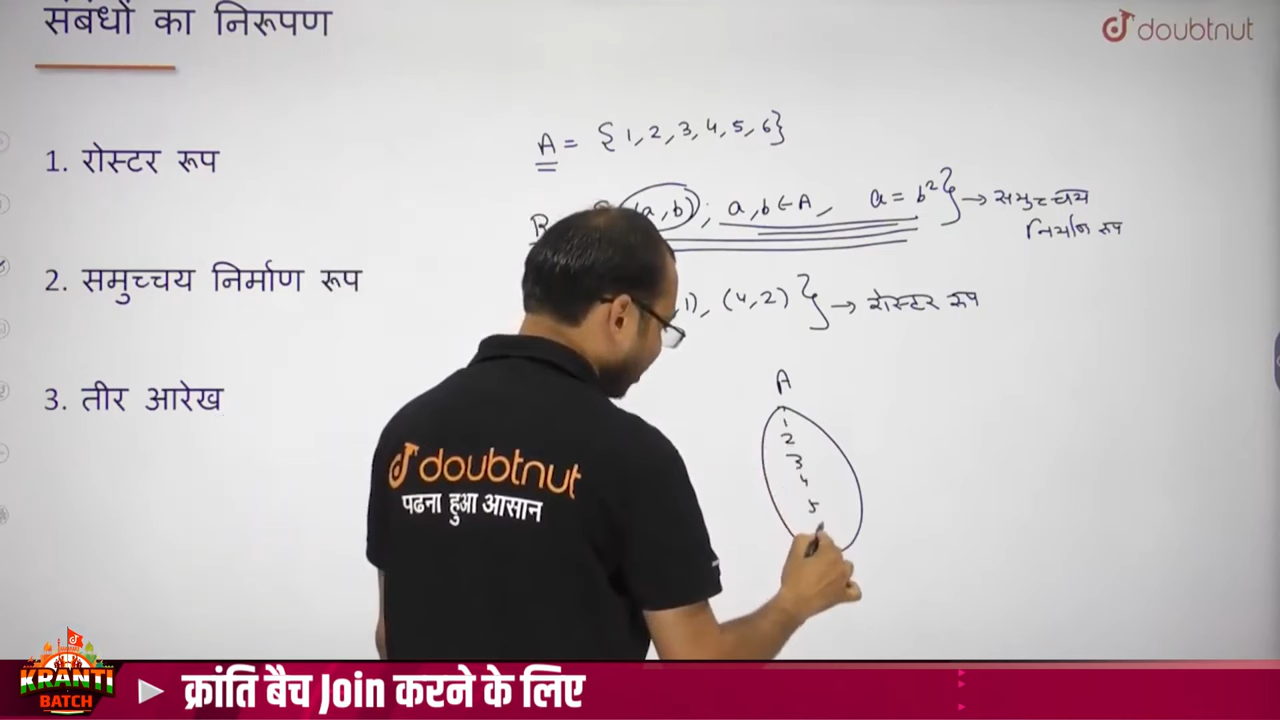 संबंधों का निरूपण
doubtnut
1. रोस्टर रूप
2. समुच्चय निर्माण रूप
3. तीर आरेख
A = {1, 2, 3, 4, 5, 6}
R (a, b) ; a, b ∈ A, a = b²} → समुच्चय
निर्माण रूप
, 1), (4, 2) } → रोस्टर रूप
A
1
2
3
4
5
doubtnut
पढना हुआ आसान
KRANTI
BATCH
क्रांति बैच Join करने के लिए